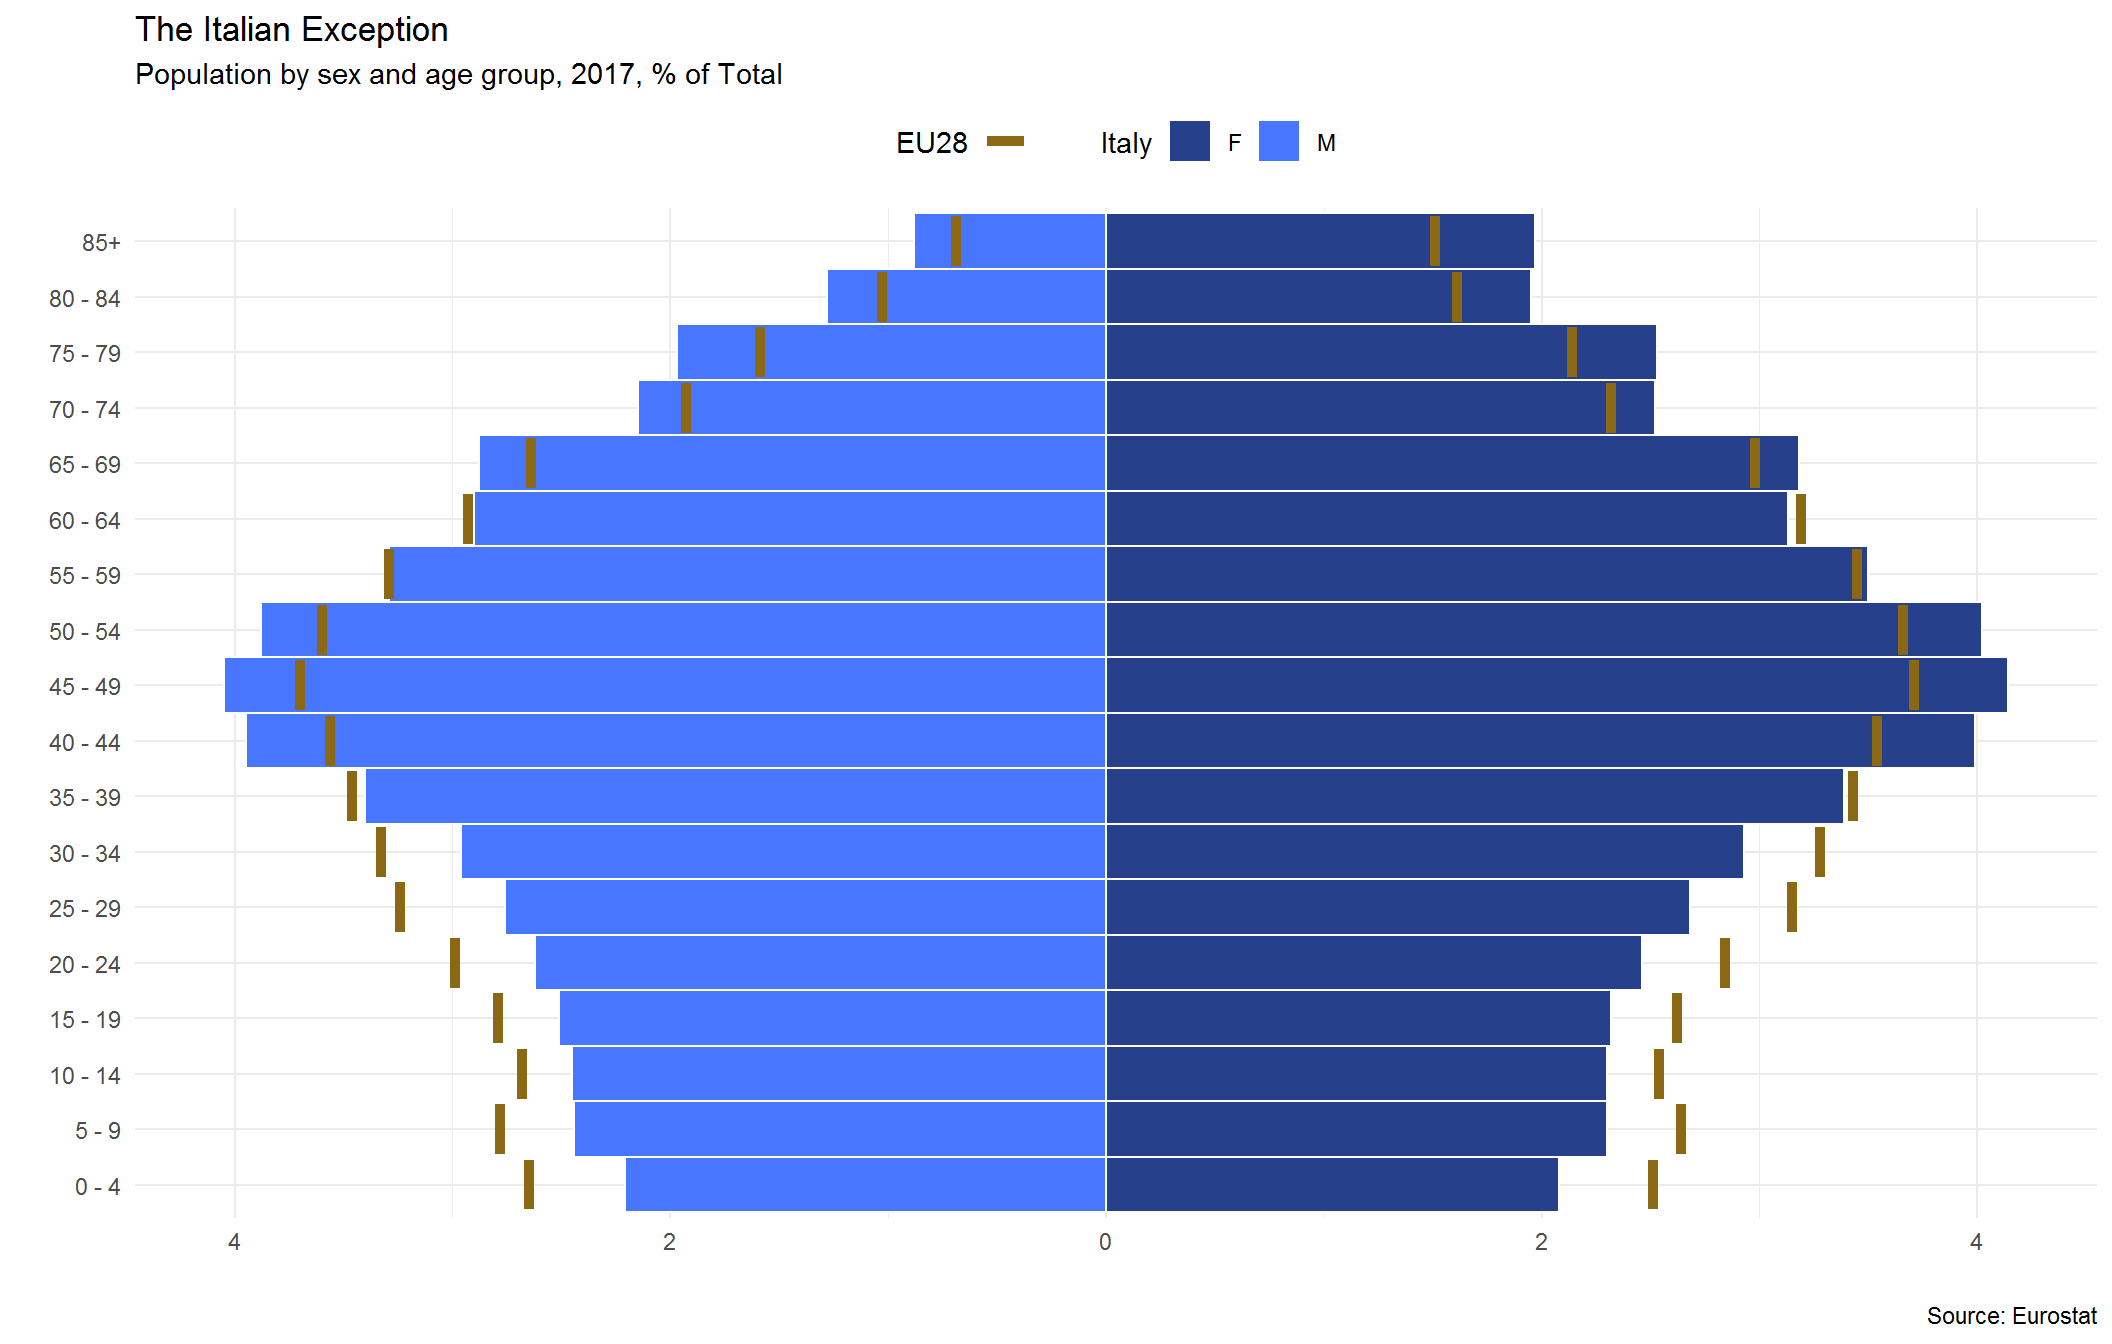 The Italian Exception
Population by sex and age group, 2017, % of Total
EU28 Italy F M
85+
80 - 84
75 - 79
70 - 74
65 - 69
60 - 64
55 - 59
50 - 54
45 - 49
40 - 44
35 - 39
30 - 34
25 - 29
20 - 24
15 - 19
10 - 14
5 - 9
0 - 4
4 2 0 2 4
Source: Eurostat